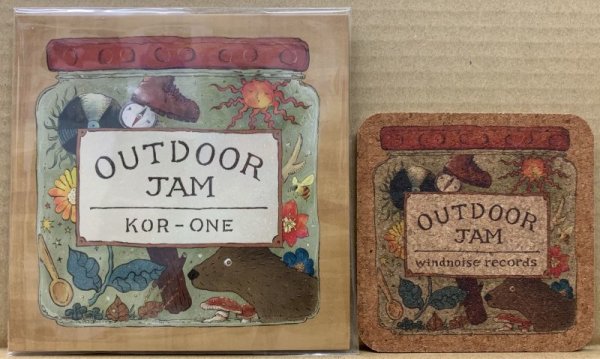 OUTDOOR
JAM
KOR-ONE
OUTDOOR
JAM
windnoise records